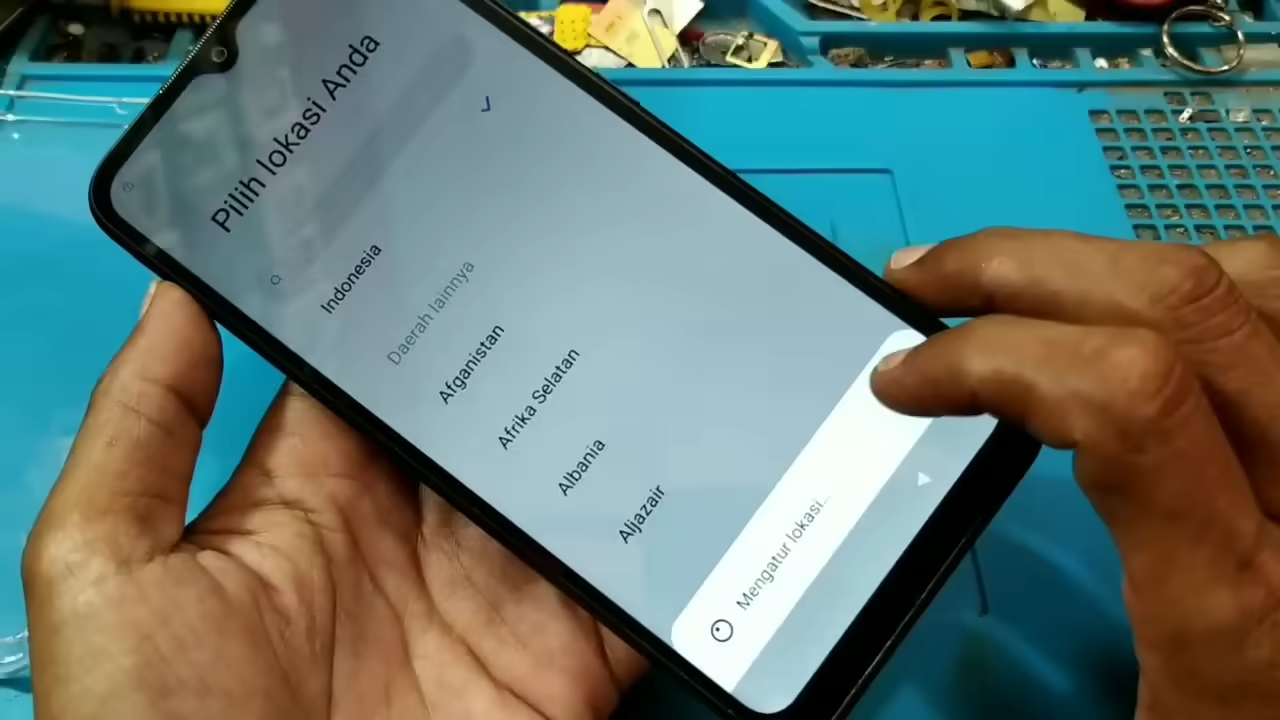 Pilih lokasi Anda
Indonesia
Daerah lainnya
Afganistan
Afrika Selatan
Albania
Aljazair
Mengatur lokasi...